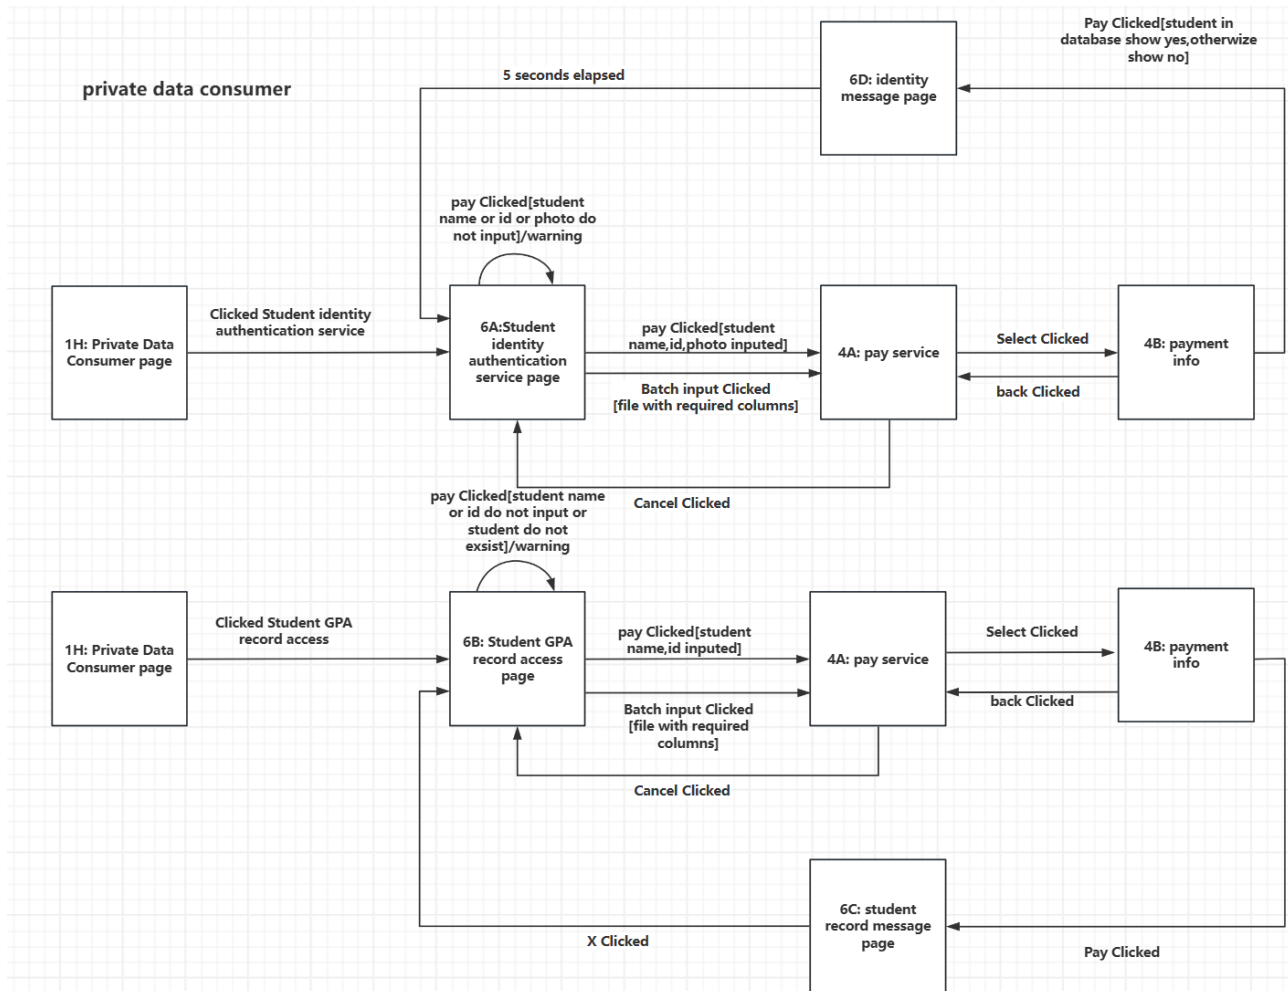 private data consumer
5 seconds elapsed
6D: identity
message page
Pay Clicked[student in
database show yes,otherwize
show no]
pay Clicked[student
name or id or photo do
not input]/warning
1H: Private Data
Consumer page
Clicked Student identity
authentication service
6A:Student
identity
authentication
service page
pay Clicked[student
name,id,photo inputed]
Batch input Clicked
[file with required columns]
4A: pay service
Select Clicked
back Clicked
4B: payment
info
Cancel Clicked
pay Clicked[student name
or id do not input or
student do not
exsist]/warning
1H: Private Data
Consumer page
Clicked Student GPA
record access
6B: Student GPA
record access
page
pay Clicked[student
name,id inputed]
Batch input Clicked
[file with required
columns]
4A: pay service
Select Clicked
back Clicked
4B: payment
info
Cancel Clicked
6C: student
record message
page
X Clicked
Pay Clicked